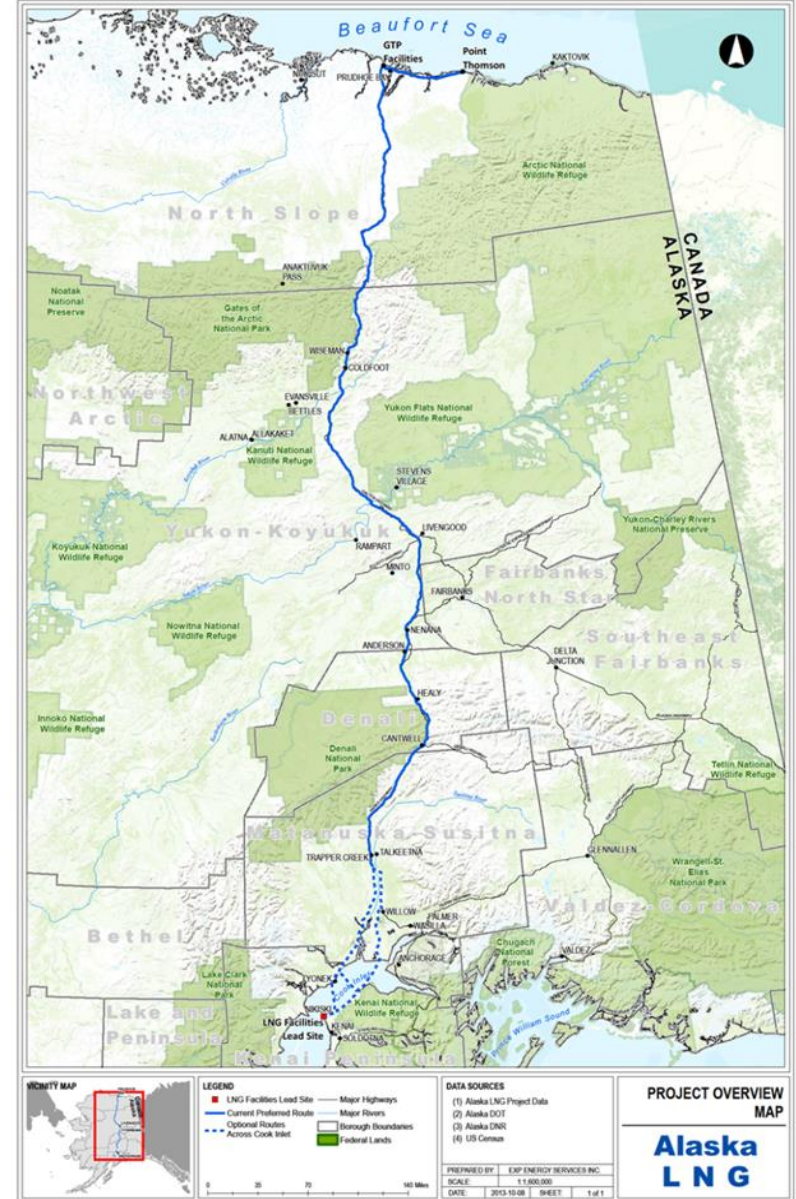 Beaufort Sea
GTP
Facilities
Point
Thomson
KAKTOVIK
PRUDHOE BAY
Arctic National
Wildlife Refuge
North Slope
CANADA
ALASKA
ANAKTUVUK
PASS
Noatak
National
Preserve
Gates of
the Arctic
National Park
WISEMAN
COLDFOOT
Northwest
Arctic
EVANSVILLE
BETTLES
Yukon Flats National
Wildlife Refuge
ALATNA
ALLAKAKET
Kanuti National
Wildlife Refuge
STEVENS
VILLAGE
Yukon-Koyukuk
LIVENGOOD
Yukon-Charley Rivers
National Preserve
Koyukuk National
Wildlife Refuge
RAMPART
MINTO
Fairbanks
North Star
FAIRBANKS
Nowitna National
Wildlife Refuge
NENANA
ANDERSON
Southeast
Fairbanks
DELTA
JUNCTION
HEALY
Innoko National
Wildlife Refuge
Denali
CANTWELL
Denali
National
Park
Tetlin National
Wildlife Refuge
Matanuska-Susitna
TRAPPER CREEK
TALKEETNA
GLENNALLEN
Wrangell-St.
Elias
National Park
WILLOW
PALMER
WASILLA
Valdez-Cordova
Bethel
ANCHORAGE
Chugach
National
Forest
VALDEZ
Lake Clark
National
Park
TYONEK
Cook Inlet
NIKISKI
Kenai National
Wildlife Refuge
LNG Facilities
Lead Site
KENAI
SOLDOTNA
Lake and
Peninsula
Kenai Peninsula
Prince William Sound
VICINITY MAP
LEGEND
LNG Facilities Lead Site
Current Preferred Route
Optional Routes
Across Cook Inlet
Major Highways
Major Rivers
Borough Boundaries
Federal Lands
0 35 70 140 Miles
DATA SOURCES
(1) Alaska LNG Project Data
(2) Alaska DOT
(3) Alaska DNR
(4) US Census
PREPARED BY: EXP ENERGY SERVICES INC.
SCALE: 1:1,600,000
DATE: 2013-10-08 SHEET: 1 of 1
PROJECT OVERVIEW
MAP
Alaska
LNG